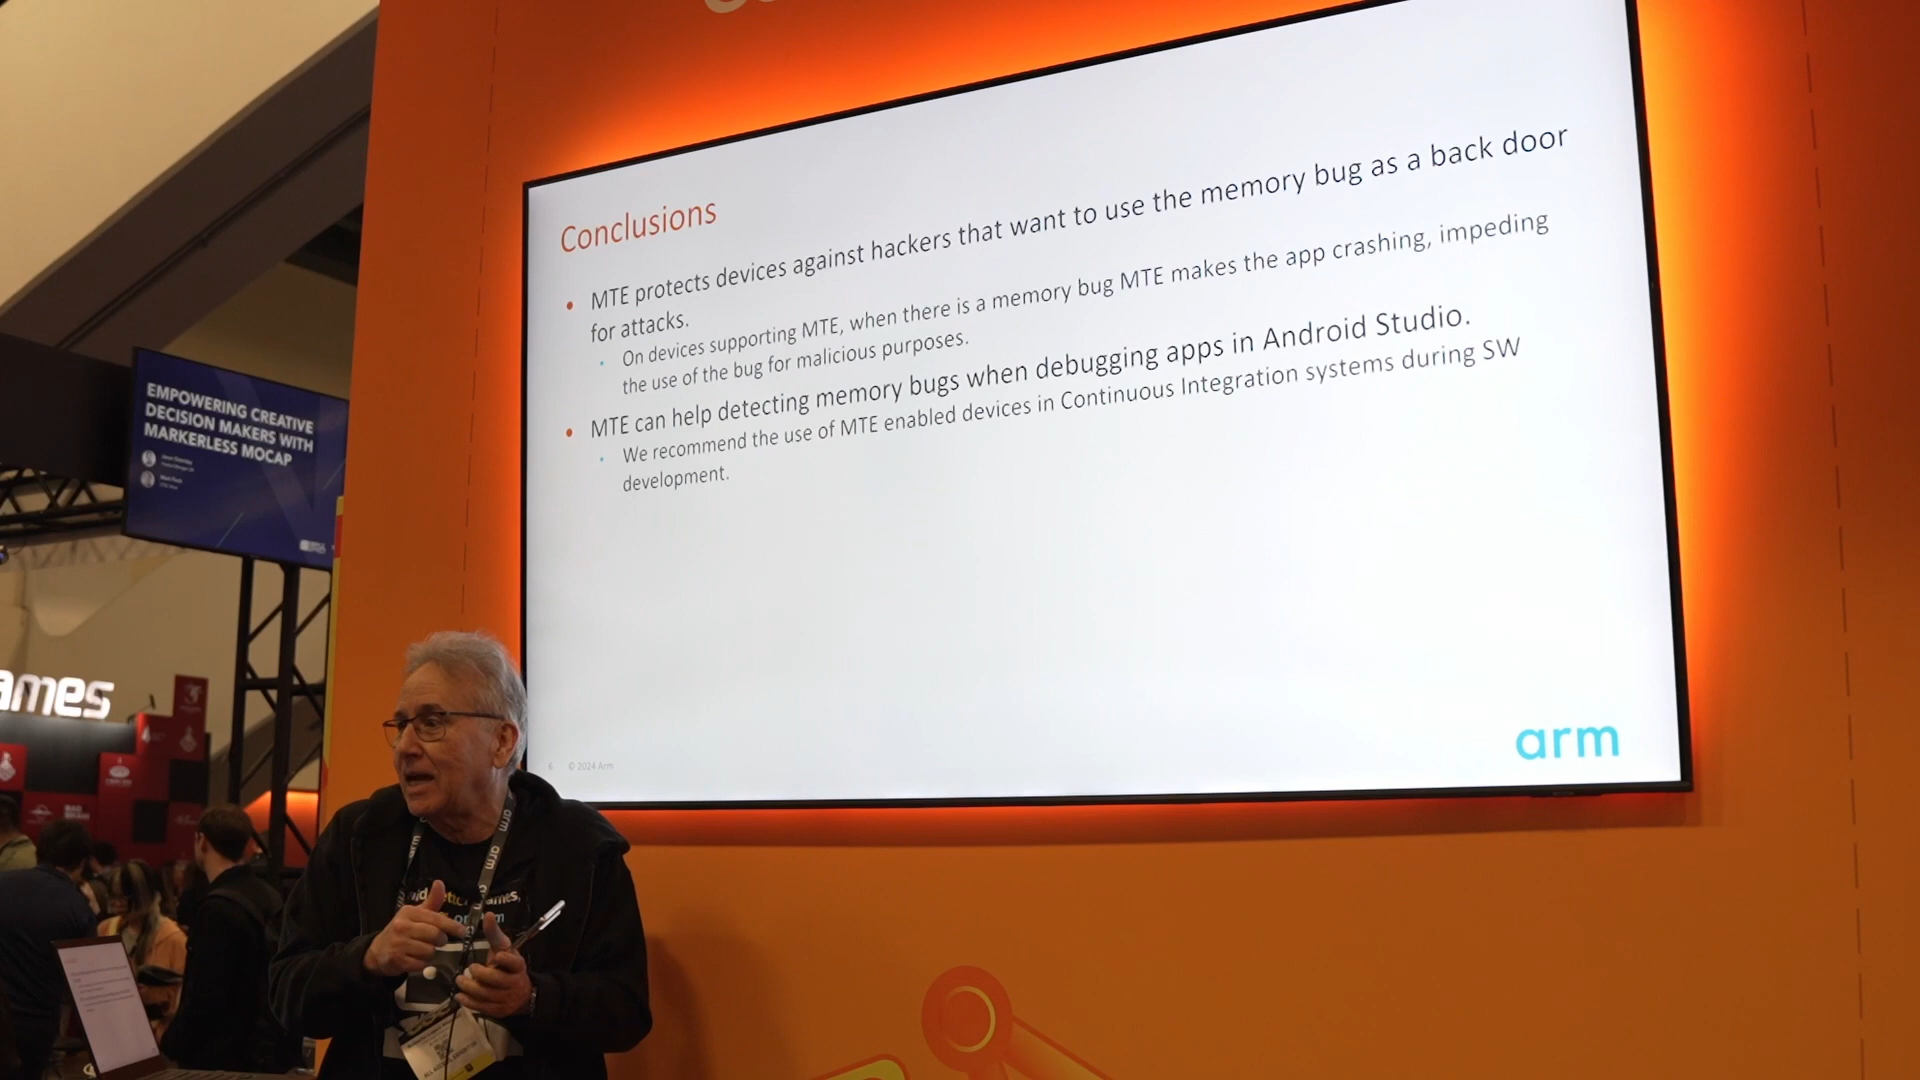 Conclusions
MTE protects devices against hackers that want to use the memory bug as a back door
for attacks.
On devices supporting MTE, when there is a memory bug MTE makes the app crashing, impeding
the use of the bug for malicious purposes.
MTE can help detecting memory bugs when debugging apps in Android Studio.
We recommend the use of MTE enabled devices in Continuous Integration systems during SW
development.
6 © 2024 Arm
arm
EMPOWERING CREATIVE
DECISION MAKERS WITH
MARKERLESS MOCAP
ames
arm
arm